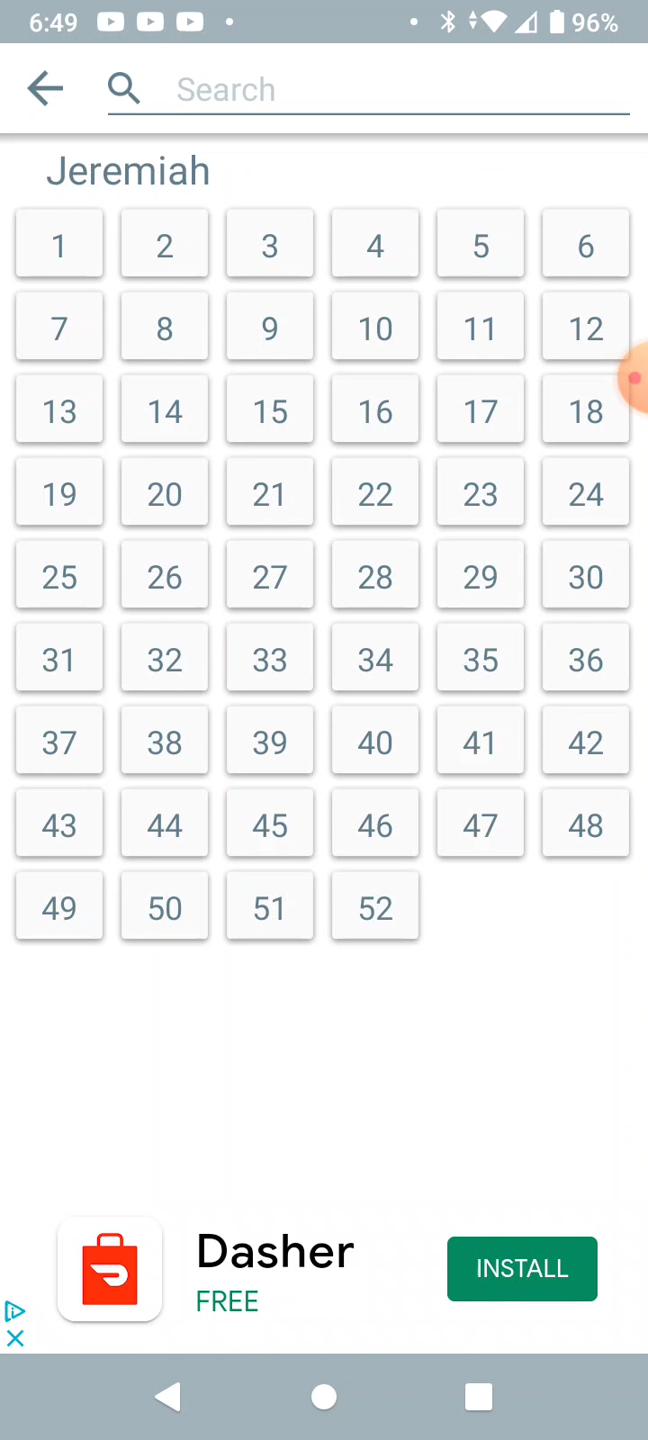 6:49 96%
Search
Jeremiah
1 2 3 4 5 6
7 8 9 10 11 12
13 14 15 16 17 18
19 20 21 22 23 24
25 26 27 28 29 30
31 32 33 34 35 36
37 38 39 40 41 42
43 44 45 46 47 48
49 50 51 52
Dasher
FREE
INSTALL